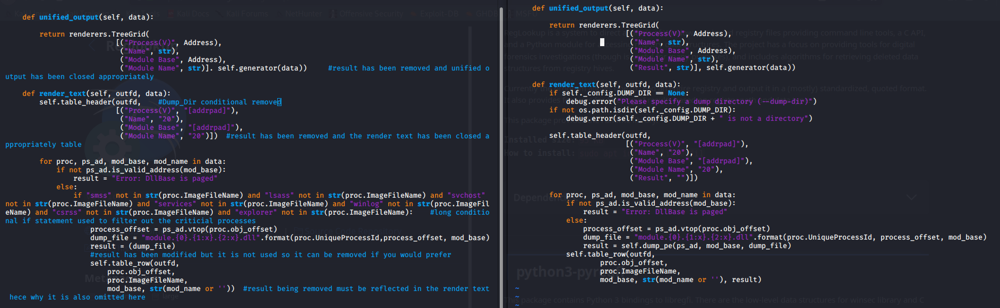 def unified_output(self, data):
return renderers.TreeGrid(
[("Process(V)", Address),
("Name", str),
("Module Base", Address),
("Module Name", str)]. self.generator(data))     #result has been removed and unified o
utput has been closed appropriately
def render_text(self, outfd, data):
self.table_header(outfd,    #Dump_Dir conditional removed
[("Process(V)", "[addrpad]"),
("Name", "20"),
("Module Base", "[addrpad]"),
("Module Name", "20")])  #result has been removed and the render text has been closed a
ppropriately table
for proc, ps_ad, mod_base, mod_name in data:
if not ps_ad.is_valid_address(mod_base):
result = "Error: DllBase is paged"
else:
if "smss" not in str(proc.ImageFileName) and "lsass" not in str(proc.ImageFileName) and "svchost"
not in str(proc.ImageFileName) and "services" not in str(proc.ImageFileName) and "winlog" not in str(proc.ImageFil
eName) and "csrss" not in str(proc.ImageFileName) and "explorer" not in str(proc.ImageFileName):    #long conditio
nal if statement used to filter out the criticial processes
process_offset = ps_ad.vtop(proc.obj_offset)
dump_file = "module.{0}.{1:x}.{2:x}.dll".format(proc.UniqueProcessId,process_offset, mod_base)
result = (dump_file)
#result has been modified but it is not used so it can be removed if you would prefer
self.table_row(outfd,
proc.obj_offset,
proc.ImageFileName,
mod_base, str(mod_name or ''))  #result being removed must be reflected in the render text
hece why it is also omitted here
def unified_output(self, data):
return renderers.TreeGrid(
[("Process(V)", Address),
("Name", str),
("Module Base", Address),
("Module Name", str),
("Result", str)], self.generator(data))
def render_text(self, outfd, data):
if self._config.DUMP_DIR == None:
debug.error("Please specify a dump directory (--dump-dir)")
if not os.path.isdir(self._config.DUMP_DIR):
debug.error(self._config.DUMP_DIR + " is not a directory")
self.table_header(outfd,
[("Process(V)", "[addrpad]"),
("Name", "20"),
("Module Base", "[addrpad]"),
("Module Name", "20"),
("Result", "")])
for proc, ps_ad, mod_base, mod_name in data:
if not ps_ad.is_valid_address(mod_base):
result = "Error: DllBase is paged"
else:
process_offset = ps_ad.vtop(proc.obj_offset)
dump_file = "module.{0}.{1:x}.{2:x}.dll".format(proc.UniqueProcessId, process_offset, mod_base)
result = self.dump_pe(ps_ad, mod_base, dump_file)
self.table_row(outfd,
proc.obj_offset,
proc.ImageFileName,
mod_base, str(mod_name or ''), result)
~
~
~